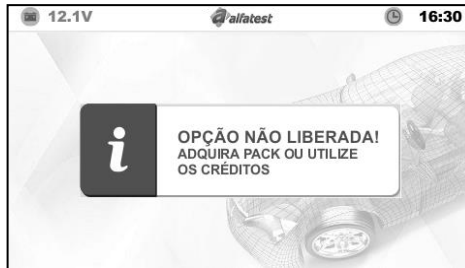 12.1V alfatest 16:30
OPÇÃO NÃO LIBERADA!
ADQUIRA PACK OU UTILIZE
OS CRÉDITOS